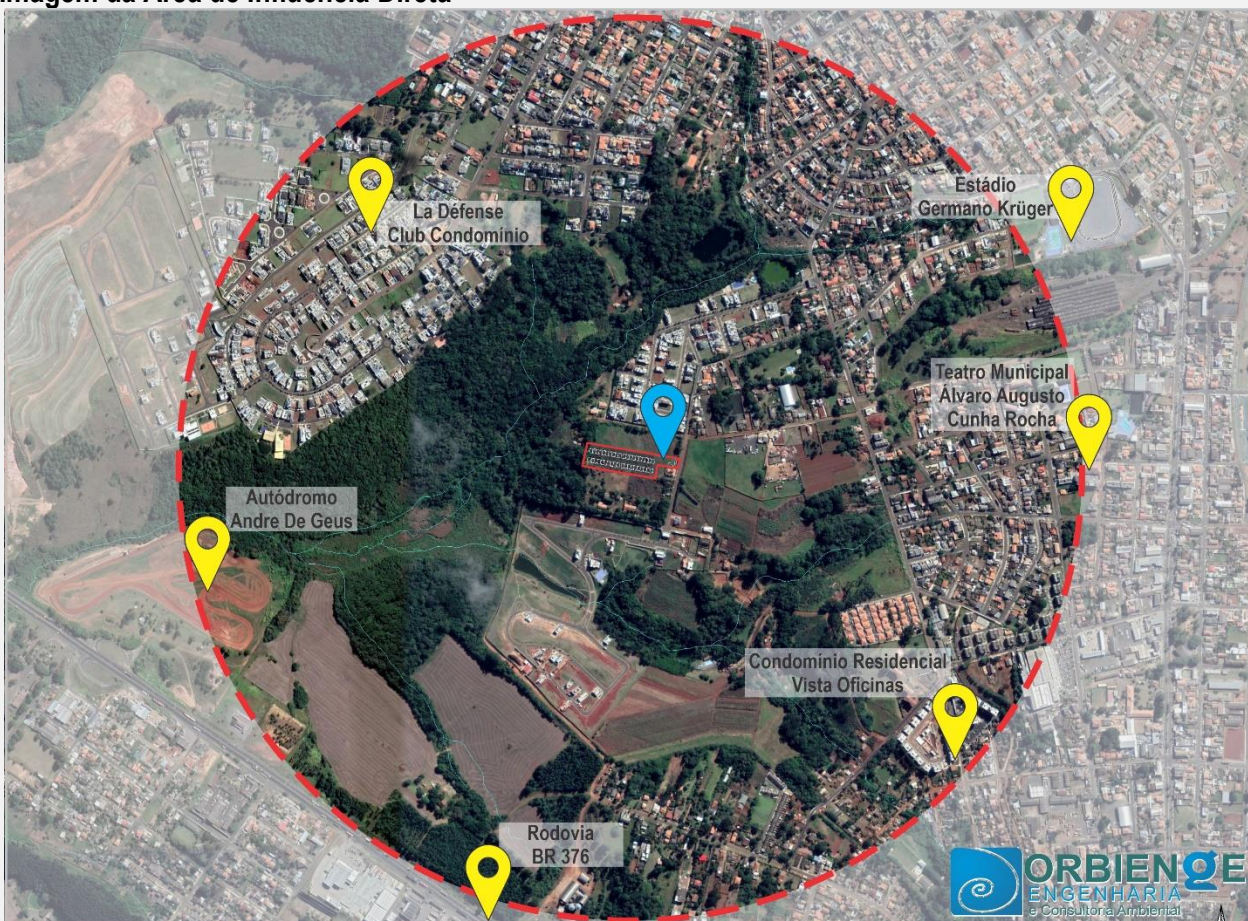 Imagem da Área de Influência Direta
La Défense
Club Condomínio
Estádio
Germano Krüger
Teatro Municipal
Álvaro Augusto
Cunha Rocha
Autódromo
Andre De Geus
Condomínio Residencial
Vista Oficinas
Rodovia
BR 376
ORBIENGE
ENGENHARIA
e Consultoria Ambiental